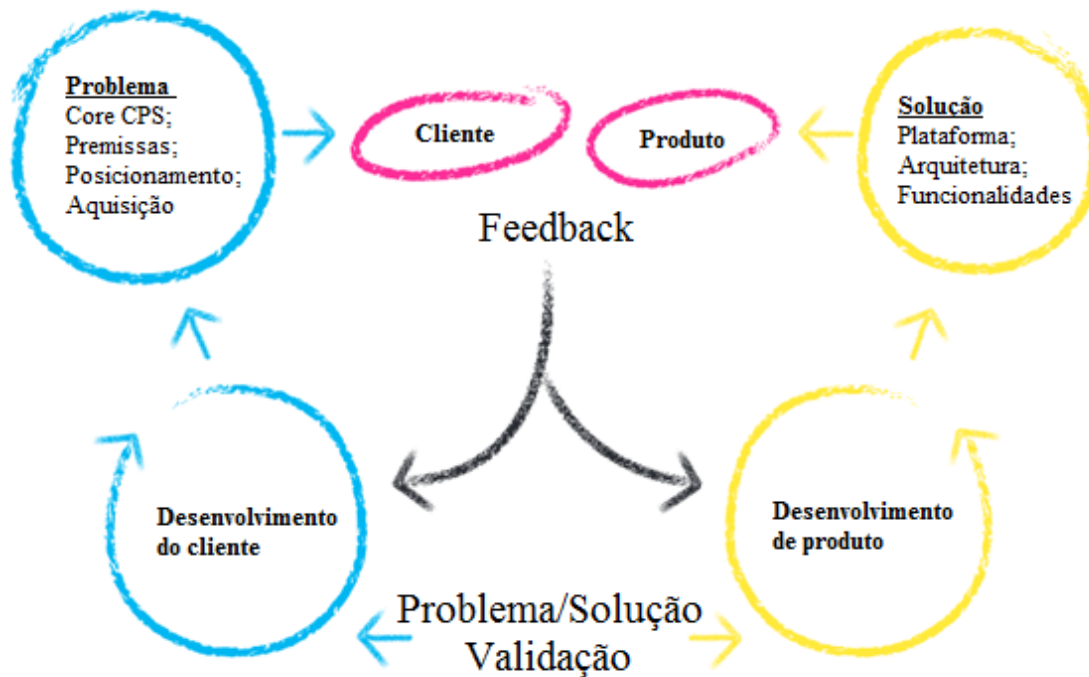 Problema
Core CPS;
Premissas;
Posicionamento;
Aquisição
Cliente
Produto
Solução
Plataforma;
Arquitetura;
Funcionalidades
Feedback
Desenvolvimento
do cliente
Desenvolvimento
de produto
Problema/Solução
Validação